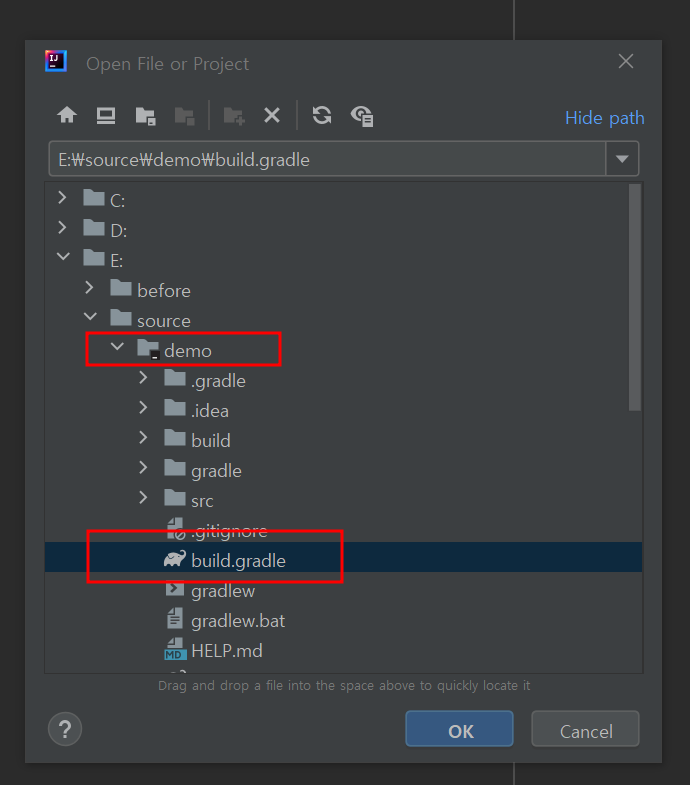 IJ
Open File or Project
Hide path
E:₩source₩demo₩build.gradle
C:
D:
E:
before
source
demo
.gradle
.idea
build
gradle
src
.gitignore
build.gradle
gradlew
gradlew.bat
MD HELP.md
Drag and drop a file into the space above to quickly locate it
? OK Cancel